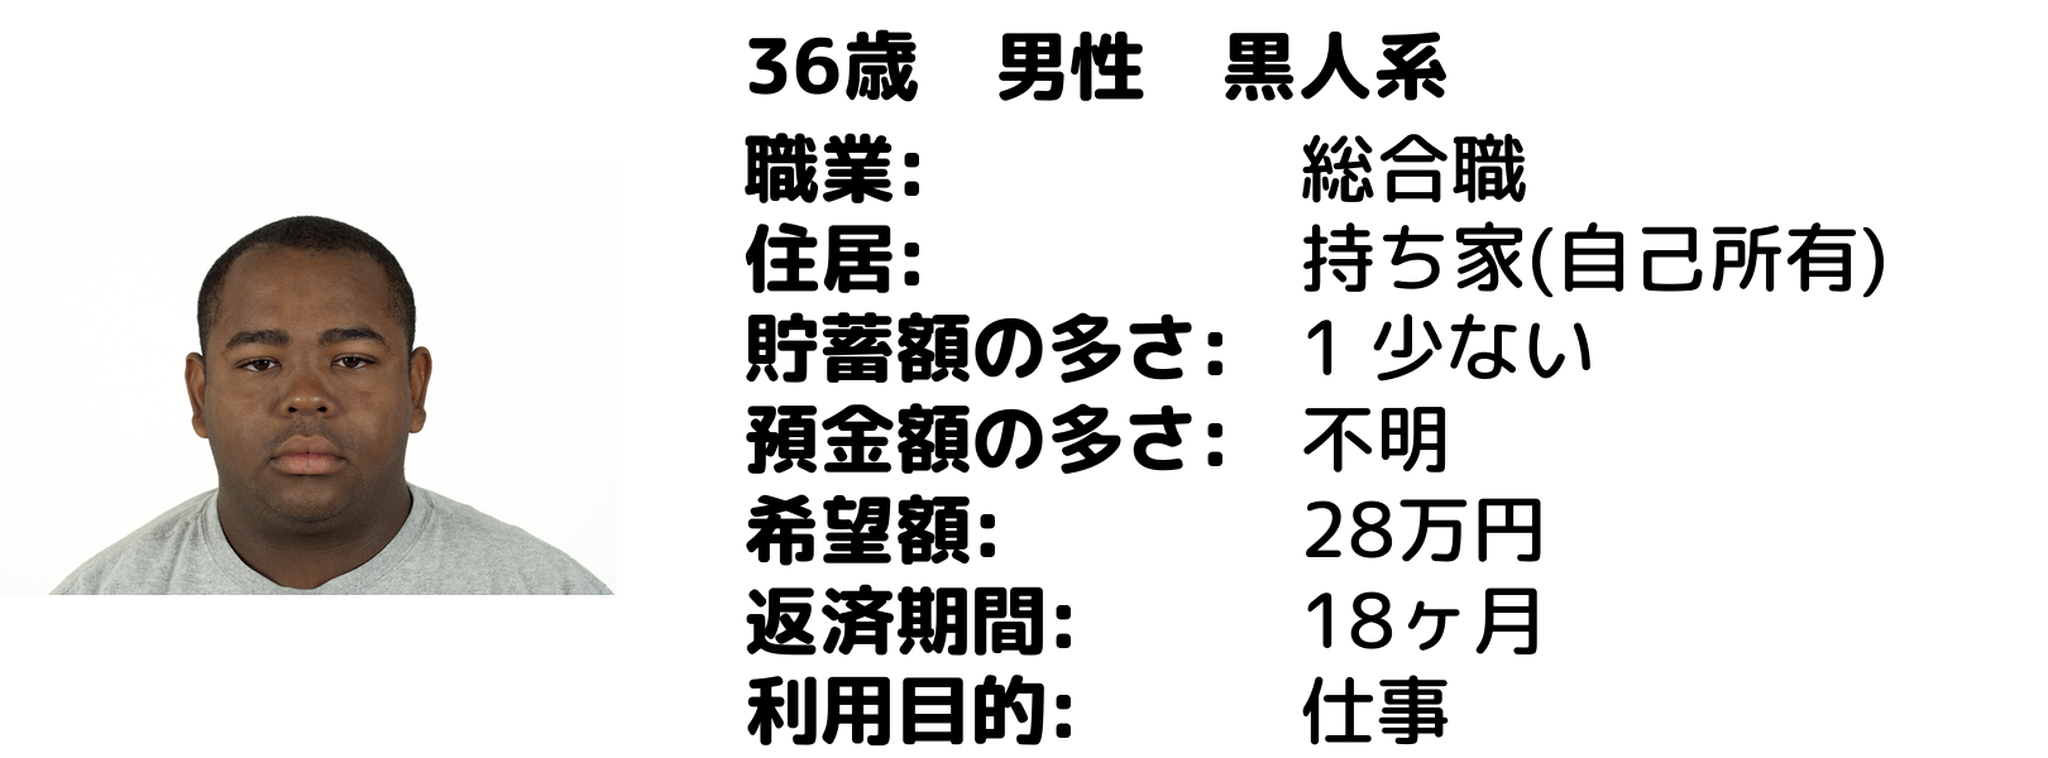 36歳　男性　黒人系
職業: 総合職
住居: 持ち家(自己所有)
貯蓄額の多さ: 1 少ない
預金額の多さ: 不明
希望額: 28万円
返済期間: 18ヶ月
利用目的: 仕事